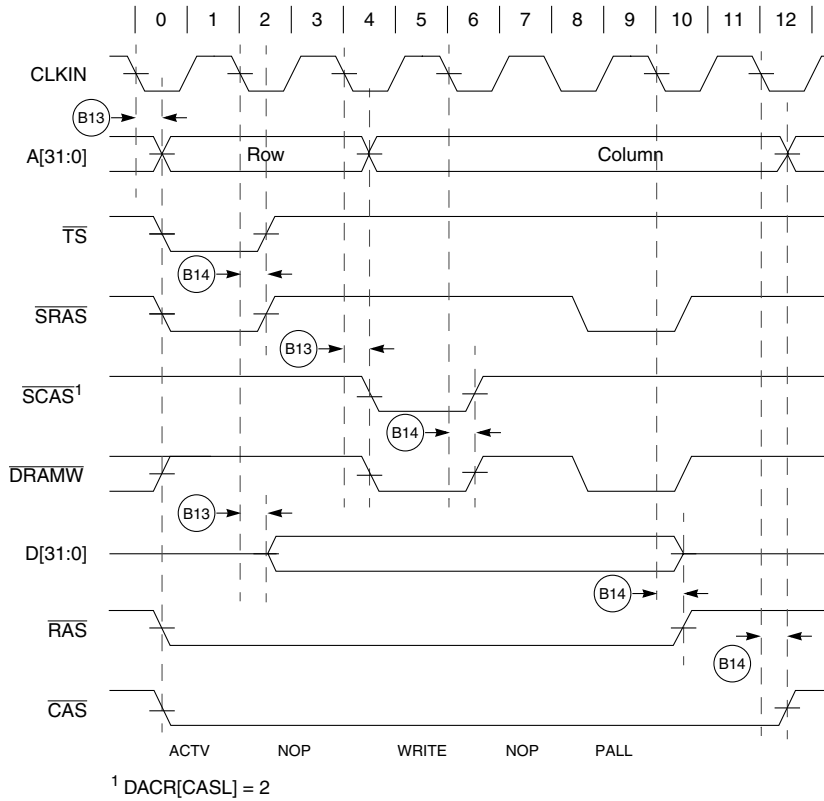 0 1 2 3 4 5 6 7 8 9 10 11 12
CLKIN
B13
A[31:0] Row Column
TS
B14
SRAS
B13
SCAS¹
B14
DRAMW
B13
D[31:0]
B14
RAS
B14
CAS
ACTV NOP WRITE NOP PALL
¹ DACR[CASL] = 2